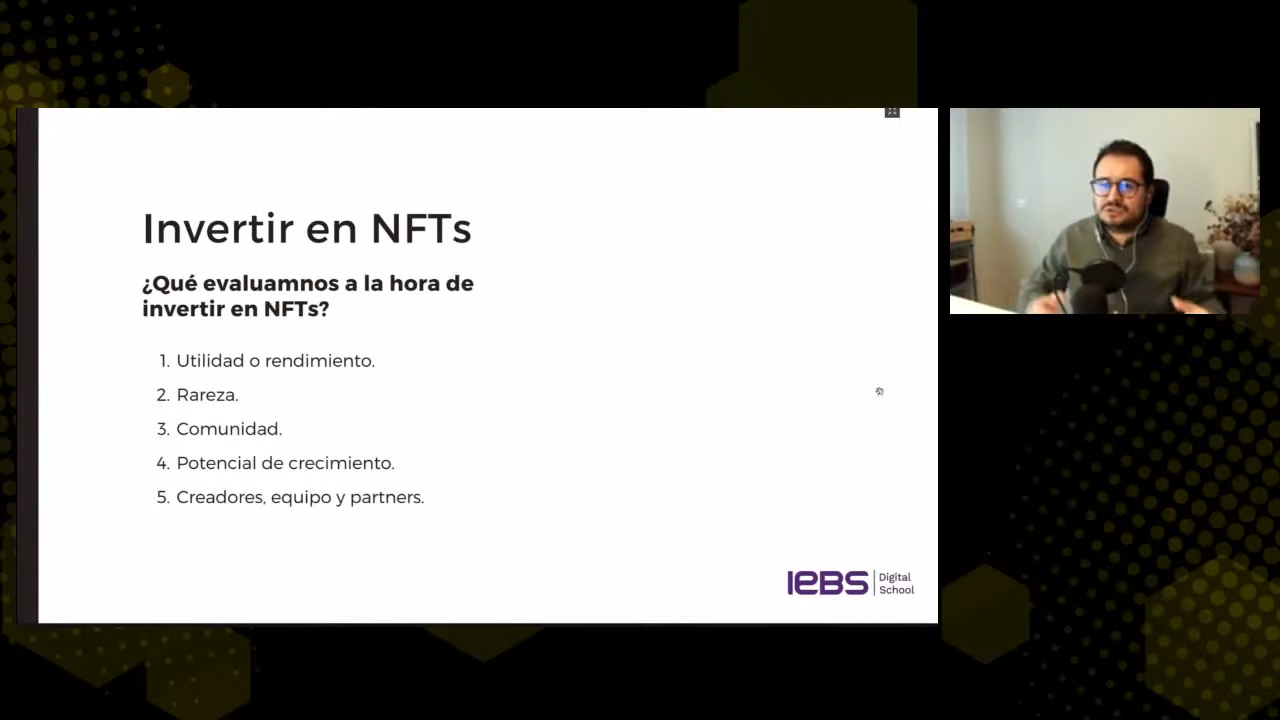 Invertir en NFTs
¿Qué evaluamnos a la hora de
invertir en NFTs?
1. Utilidad o rendimiento.
2. Rareza.
3. Comunidad.
4. Potencial de crecimiento.
5. Creadores, equipo y partners.
IEBS Digital
School